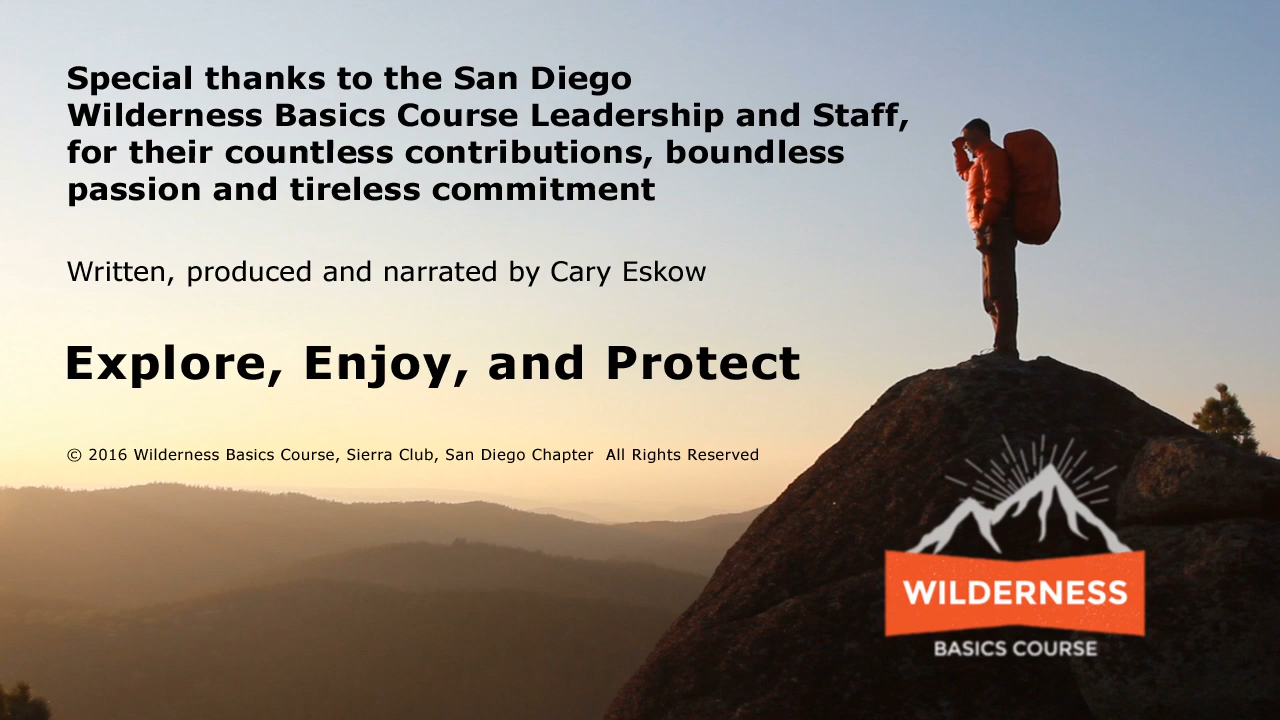 Special thanks to the San Diego
Wilderness Basics Course Leadership and Staff,
for their countless contributions, boundless
passion and tireless commitment
Written, produced and narrated by Cary Eskow
Explore, Enjoy, and Protect
© 2016 Wilderness Basics Course, Sierra Club, San Diego Chapter  All Rights Reserved
WILDERNESS
BASICS COURSE